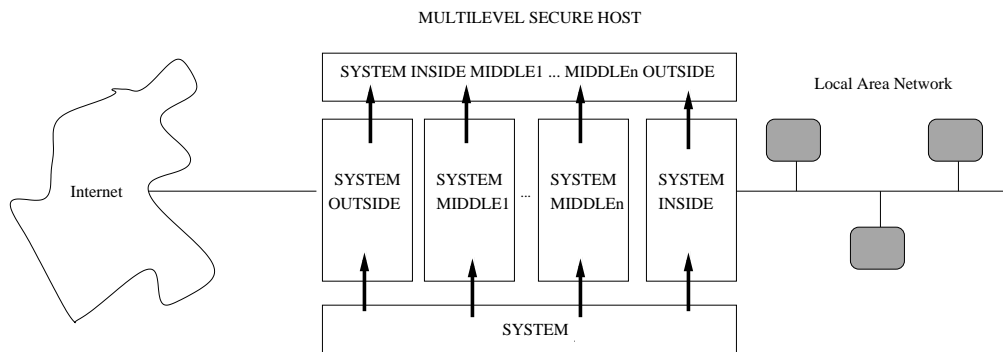 MULTILEVEL SECURE HOST
SYSTEM INSIDE MIDDLE1 ... MIDDLEn OUTSIDE
Local Area Network
Internet
SYSTEM
OUTSIDE
SYSTEM
MIDDLE1
...
SYSTEM
MIDDLEn
SYSTEM
INSIDE
SYSTEM